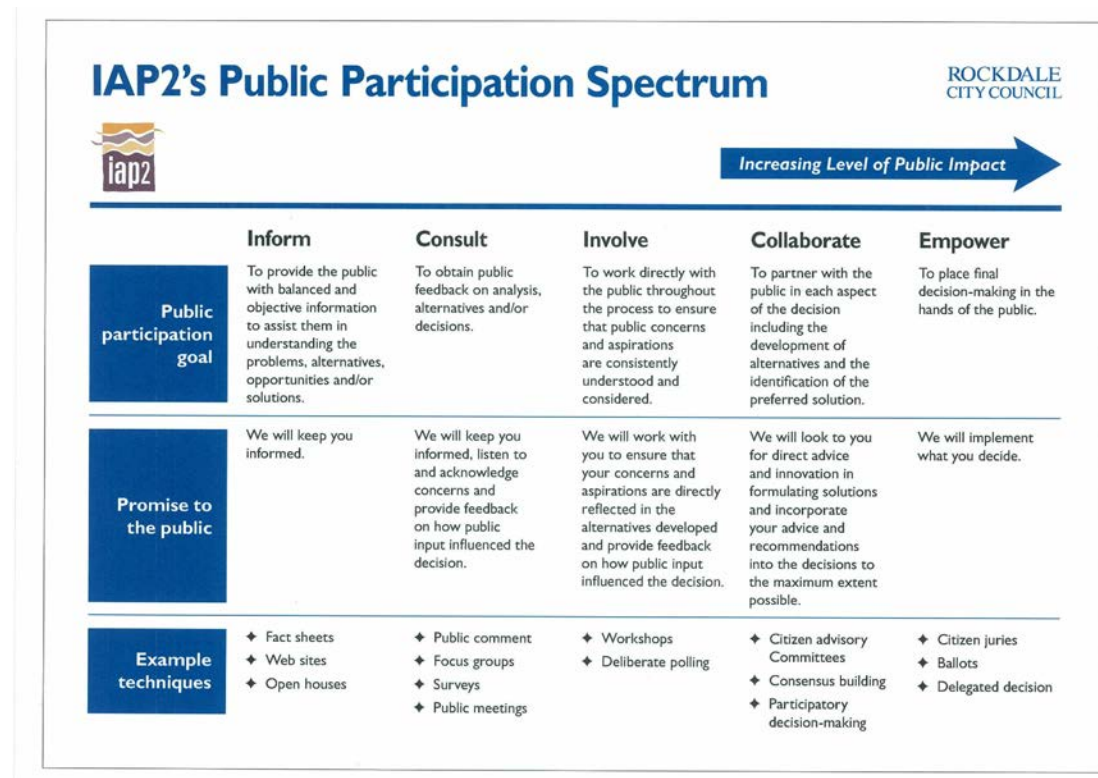 IAP2's Public Participation Spectrum
ROCKDALE
CITY COUNCIL
iap2
Increasing Level of Public Impact
Inform
Consult
Involve
Collaborate
Empower
Public
participation
goal
To provide the public
with balanced and
objective information
to assist them in
understanding the
problems, alternatives,
opportunities and/or
solutions.
To obtain public
feedback on analysis,
alternatives and/or
decisions.
To work directly with
the public throughout
the process to ensure
that public concerns
and aspirations
are consistently
understood and
considered.
To partner with the
public in each aspect
of the decision
including the
development of
alternatives and the
identification of the
preferred solution.
To place final
decision-making in the
hands of the public.
Promise to
the public
We will keep you
informed.
We will keep you
informed, listen to
and acknowledge
concerns and
provide feedback
on how public
input influenced the
decision.
We will work with
you to ensure that
your concerns and
aspirations are directly
reflected in the
alternatives developed
and provide feedback
on how public input
influenced the decision.
We will look to you
for direct advice
and innovation in
formulating solutions
and incorporate
your advice and
recommendations
into the decisions to
the maximum extent
possible.
We will implement
what you decide.
Example
techniques
✦ Fact sheets
✦ Web sites
✦ Open houses
✦ Public comment
✦ Focus groups
✦ Surveys
✦ Public meetings
✦ Workshops
✦ Deliberate polling
✦ Citizen advisory
Committees
✦ Consensus building
✦ Participatory
decision-making
✦ Citizen juries
✦ Ballots
✦ Delegated decision